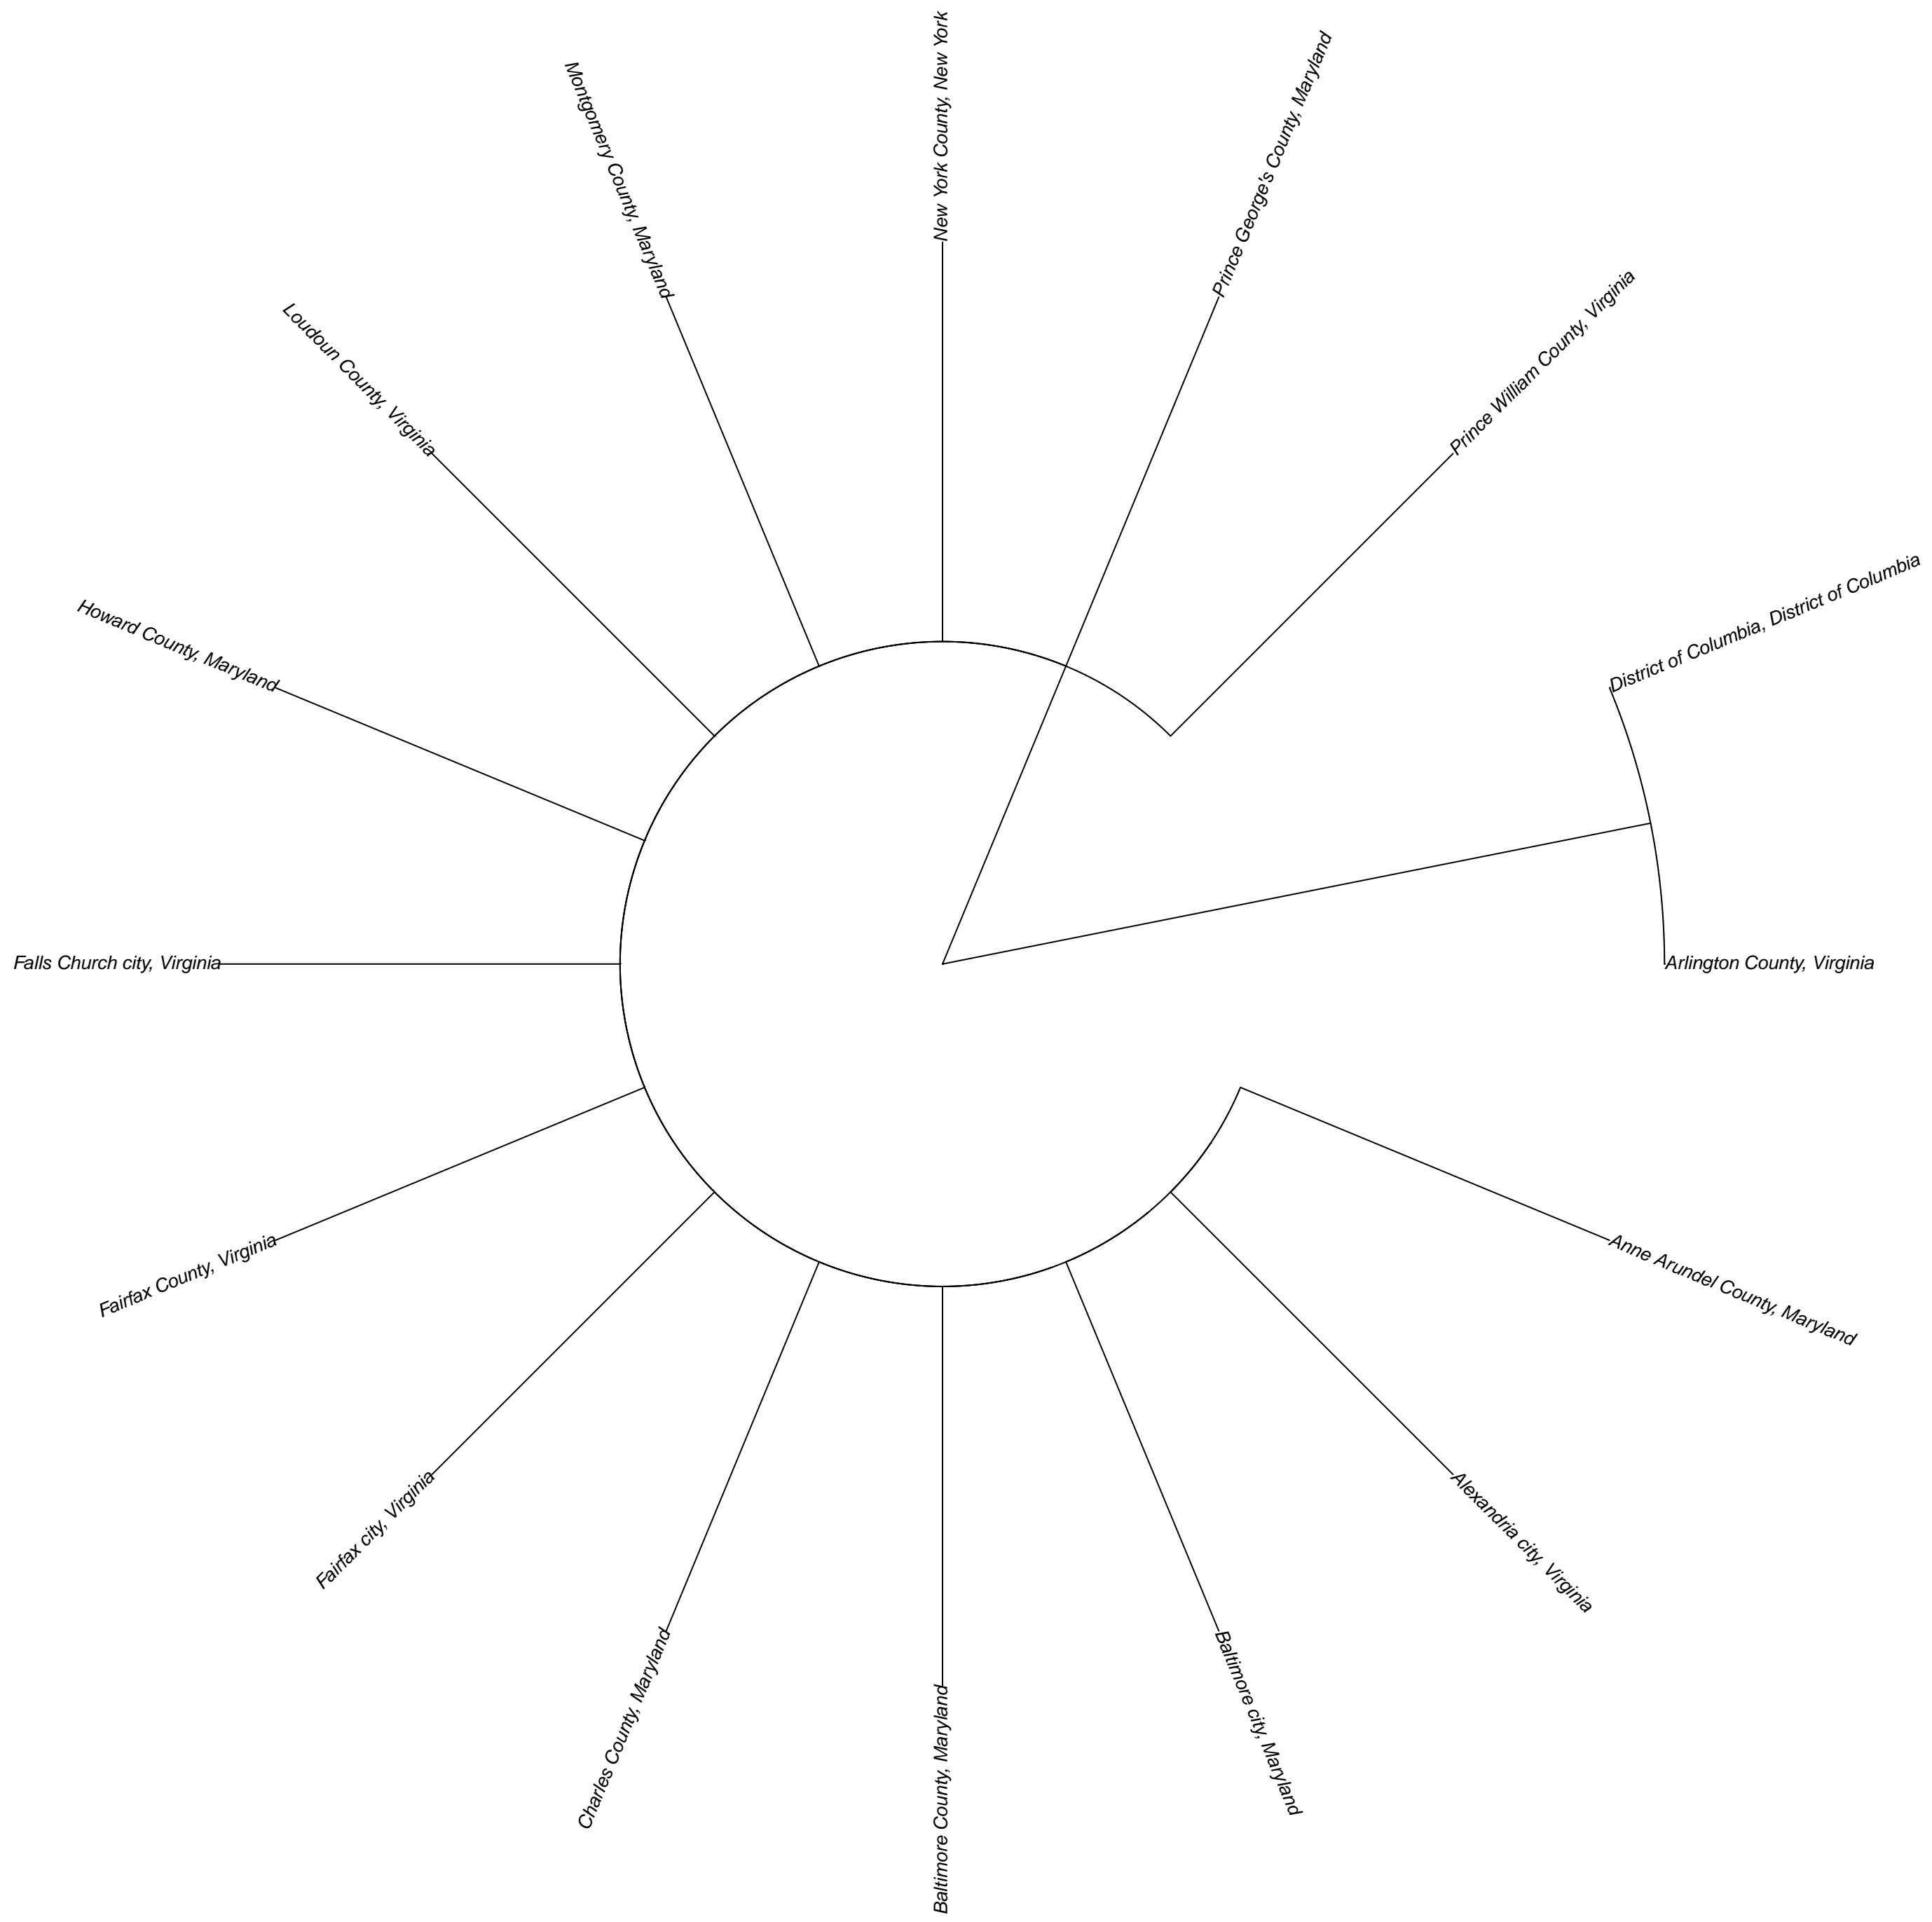 New York County, New York
Prince George's County, Maryland
Montgomery County, Maryland
Prince William County, Virginia
Loudoun County, Virginia
District of Columbia, District of Columbia
Howard County, Maryland
Falls Church city, Virginia
Arlington County, Virginia
Fairfax County, Virginia
Anne Arundel County, Maryland
Fairfax city, Virginia
Alexandria city, Virginia
Charles County, Maryland
Baltimore city, Maryland
Baltimore County, Maryland